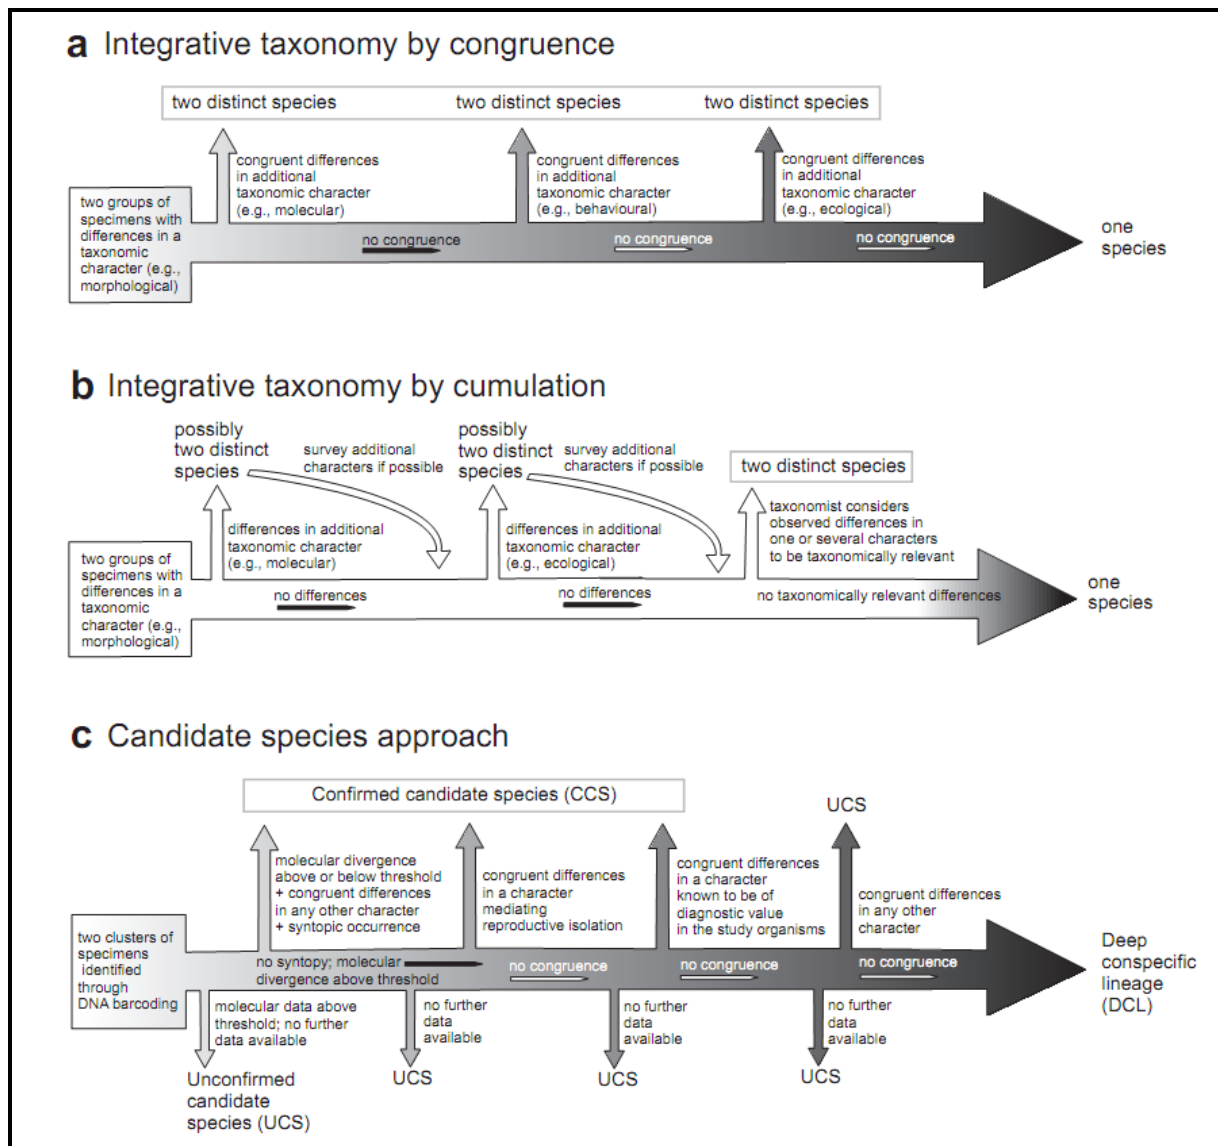 a Integrative taxonomy by congruence
two distinct species
two distinct species
two distinct species
congruent differences
in additional
taxonomic character
(e.g., molecular)
congruent differences
in additional
taxonomic character
(e.g., behavioural)
congruent differences
in additional
taxonomic character
(e.g., ecological)
two groups of
specimens with
differences in a
taxonomic
character (e.g.,
morphological)
no congruence
no congruence
no congruence
one
species
b Integrative taxonomy by cumulation
possibly
two distinct
species
survey additional
characters if possible
possibly
two distinct
species
survey additional
characters if possible
two distinct species
differences in additional
taxonomic character
(e.g., molecular)
differences in additional
taxonomic character
(e.g., ecological)
taxonomist considers
observed differences in
one or several characters
to be taxonomically relevant
two groups of
specimens with
differences in a
taxonomic
character (e.g.,
morphological)
no differences
no differences
no taxonomically relevant differences
one
species
c Candidate species approach
Confirmed candidate species (CCS)
UCS
molecular divergence
above or below threshold
+ congruent differences
in any other character
+ syntopic occurrence
congruent differences
in a character
mediating
reproductive isolation
congruent differences
in a character
known to be of
diagnostic value
in the study organisms
congruent differences
in any other
character
two clusters of
specimens
identified
through
DNA barcoding
no syntopy; molecular
divergence above threshold
no congruence
no congruence
no congruence
Deep
conspecific
lineage
(DCL)
molecular data above
threshold; no further
data available
no further
data
available
no further
data
available
no further
data
available
Unconfirmed
candidate
species (UCS)
UCS
UCS
UCS